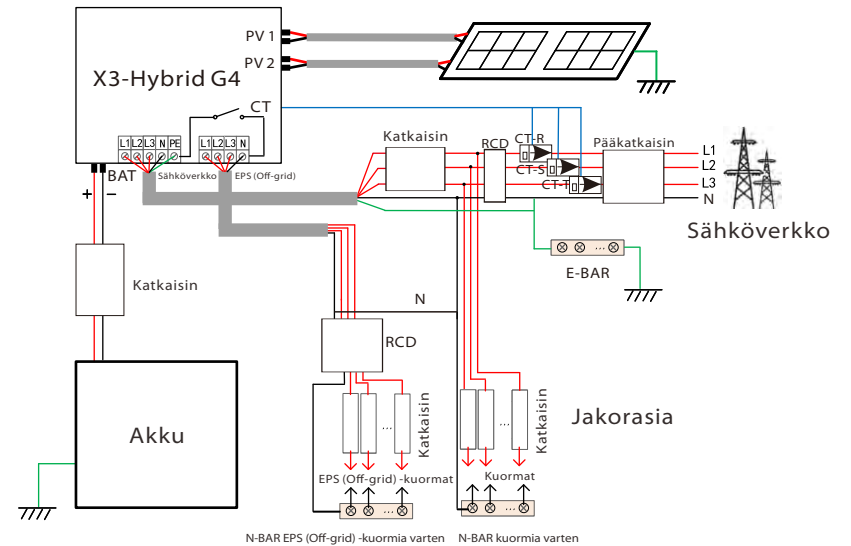 PV 1
PV 2
X3-Hybrid G4
CT
L1 L2 L3 N PE
L1 L2 L3 N
BAT
Sähköverkko
EPS (Off-grid)
+
–
Katkaisin
RCD
CT-R
CT-S
CT-T
Pääkatkaisin
L1
L2
L3
N
Sähköverkko
E-BAR
Katkaisin
N
RCD
Akku
...
Katkaisin
...
Katkaisin
Jakorasia
EPS (Off-grid) -kuormat
Kuormat
...
...
...
N-BAR EPS (Off-grid) -kuormia varten
N-BAR kuormia varten